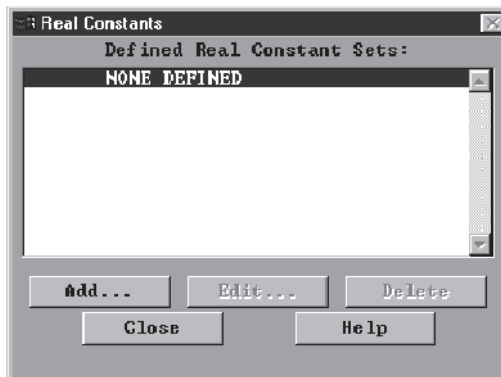 Real Constants
Defined Real Constant Sets:
NONE DEFINED
Add... Edit... Delete
Close Help